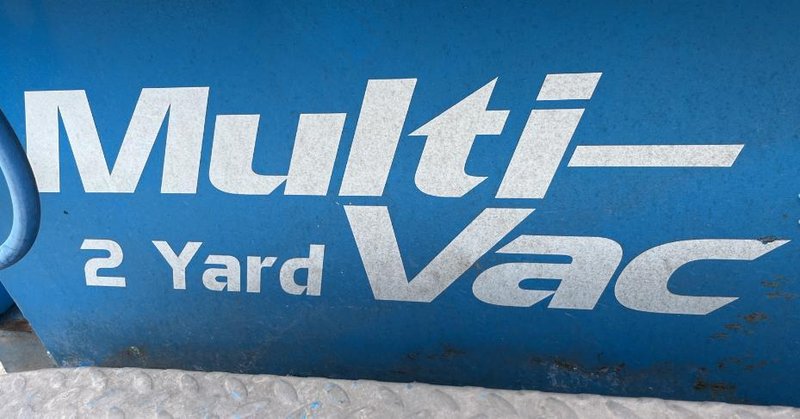 Multi-
2 Yard Vac